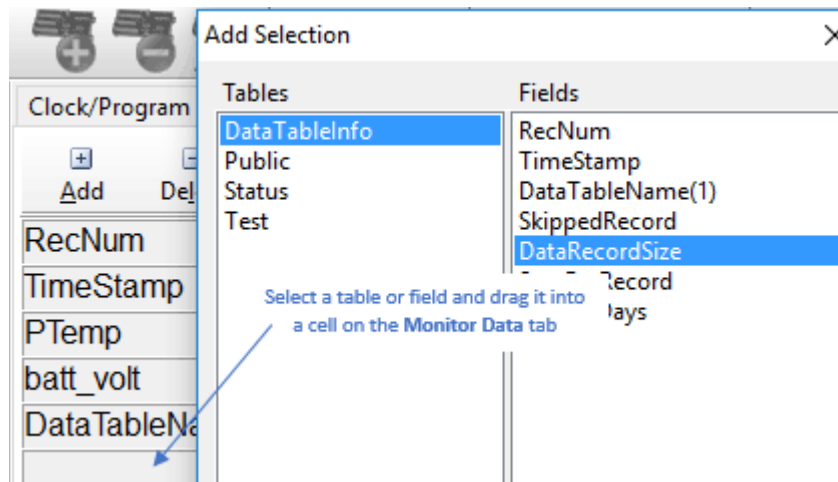 Add Selection
Clock/Program
Add
Tables
Fields
DataTableInfo
Public
Status
Test
RecNum
TimeStamp
DataTableName(1)
SkippedRecord
DataRecordSize
Record
Days
RecNum
TimeStamp
PTemp
batt_volt
Select a table or field and drag it into
a cell on the Monitor Data tab